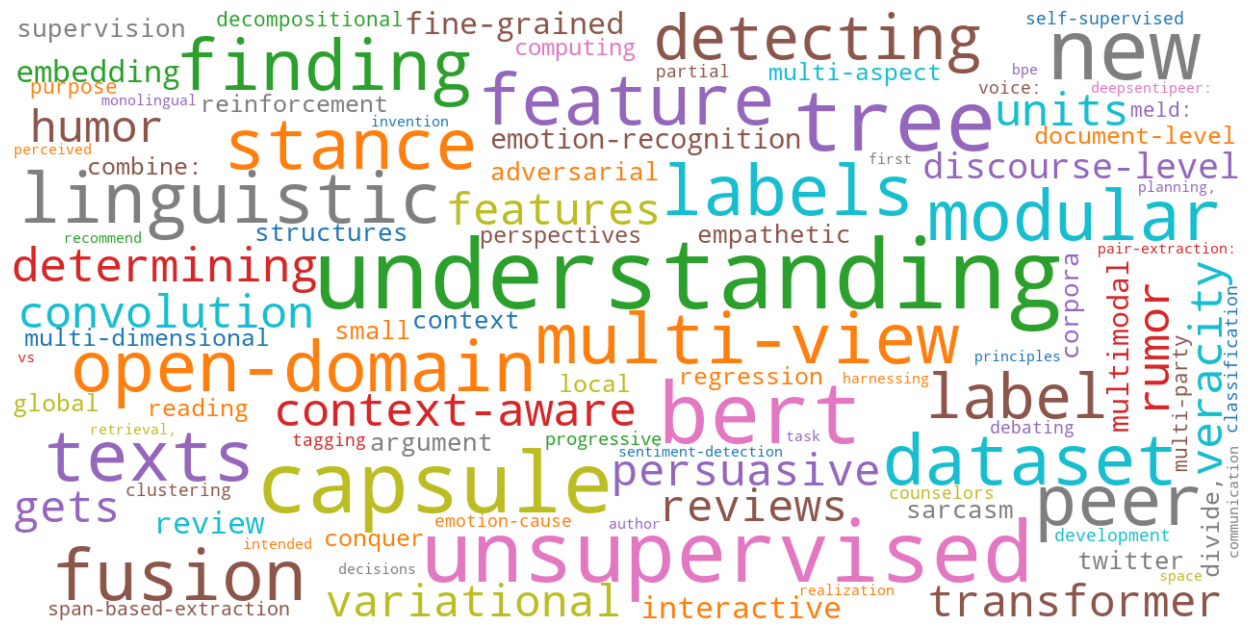 supervision
decompositional
fine-grained
self-supervised
embedding
finding
computing
detecting
new
purpose
partial
multi-aspect
bpe
voice:
deepsentipeer:
monolingual
reinforcement
feature
tree
units
meld:
humor
invention
stance
emotion-recognition
document-level
perceived
combine:
adversarial
first
discourse-level
linguistic
features
labels
planning,
modular
recommend
structures
perspectives
empathetic
pair-extraction:
determining
understanding
corpora
multimodal
rumor
veracity
classification
convolution
multi-dimensional
small
context
multi-view
principles
multi-party
vs
open-domain
local
regression
harnessing
label
global
reading
context-aware
bert
debating
retrieval,
texts
tagging
argument
progressive
task
sentiment-detection
dataset
capsule
persuasive
gets
clustering
reviews
counselors
sarcasm
peer
divide,
communication
review
emotion-cause
author
conquer
unsupervised
development
intended
decisions
twitter
space
fusion
span-based-extraction
variational
realization
interactive
transformer